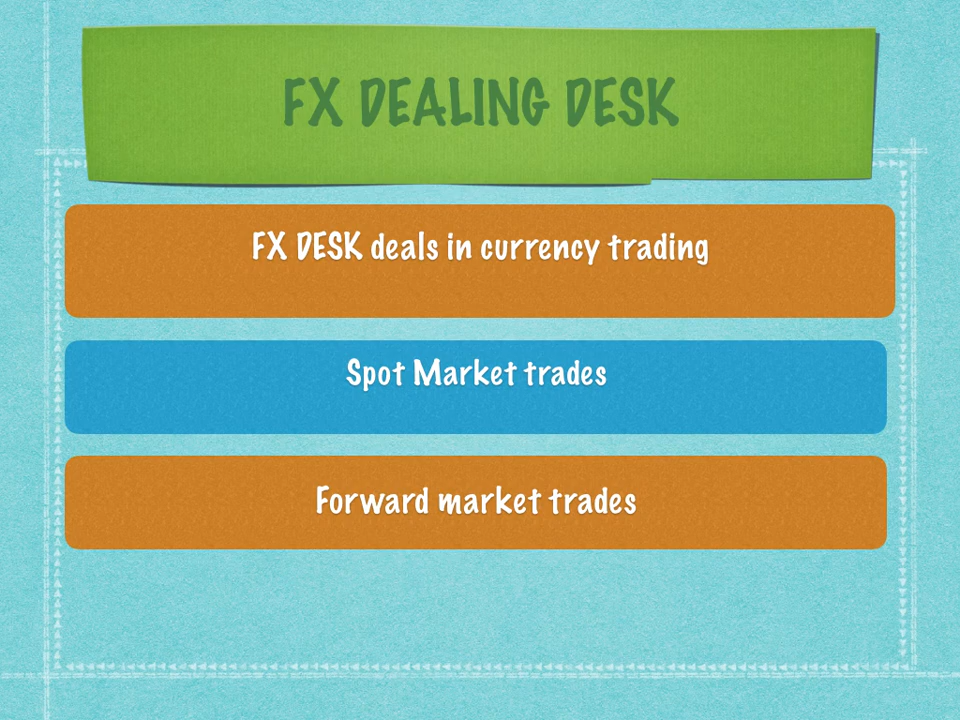 FX DEALING DESK
FX DESK deals in currency trading
Spot Market trades
Forward market trades